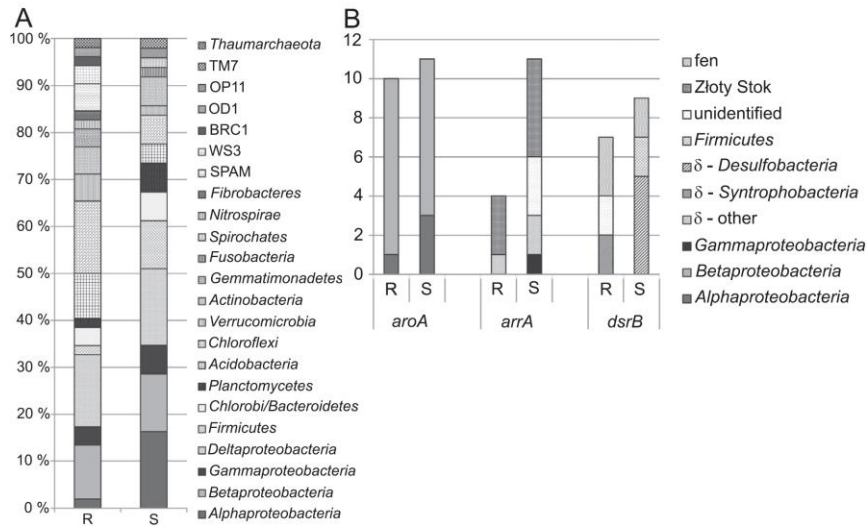 A
100 %
90 %
80 %
70 %
60 %
50 %
40 %
30 %
20 %
10 %
0 %
R
S
Thaumarchaeota
TM7
OP11
OD1
BRC1
WS3
SPAM
Fibrobacteres
Nitrospirae
Spirochates
Fusobacteria
Gemmatimonadetes
Actinobacteria
Verrucomicrobia
Chloroflexi
Acidobacteria
Planctomycetes
Chlorobi/Bacteroidetes
Firmicutes
Deltaproteobacteria
Gammaproteobacteria
Betaproteobacteria
Alphaproteobacteria
B
12
10
8
6
4
2
0
R S R S R S
aroA arrA dsrB
fen
Złoty Stok
unidentified
Firmicutes
δ - Desulfobacteria
δ - Syntrophobacteria
δ - other
Gammaproteobacteria
Betaproteobacteria
Alphaproteobacteria